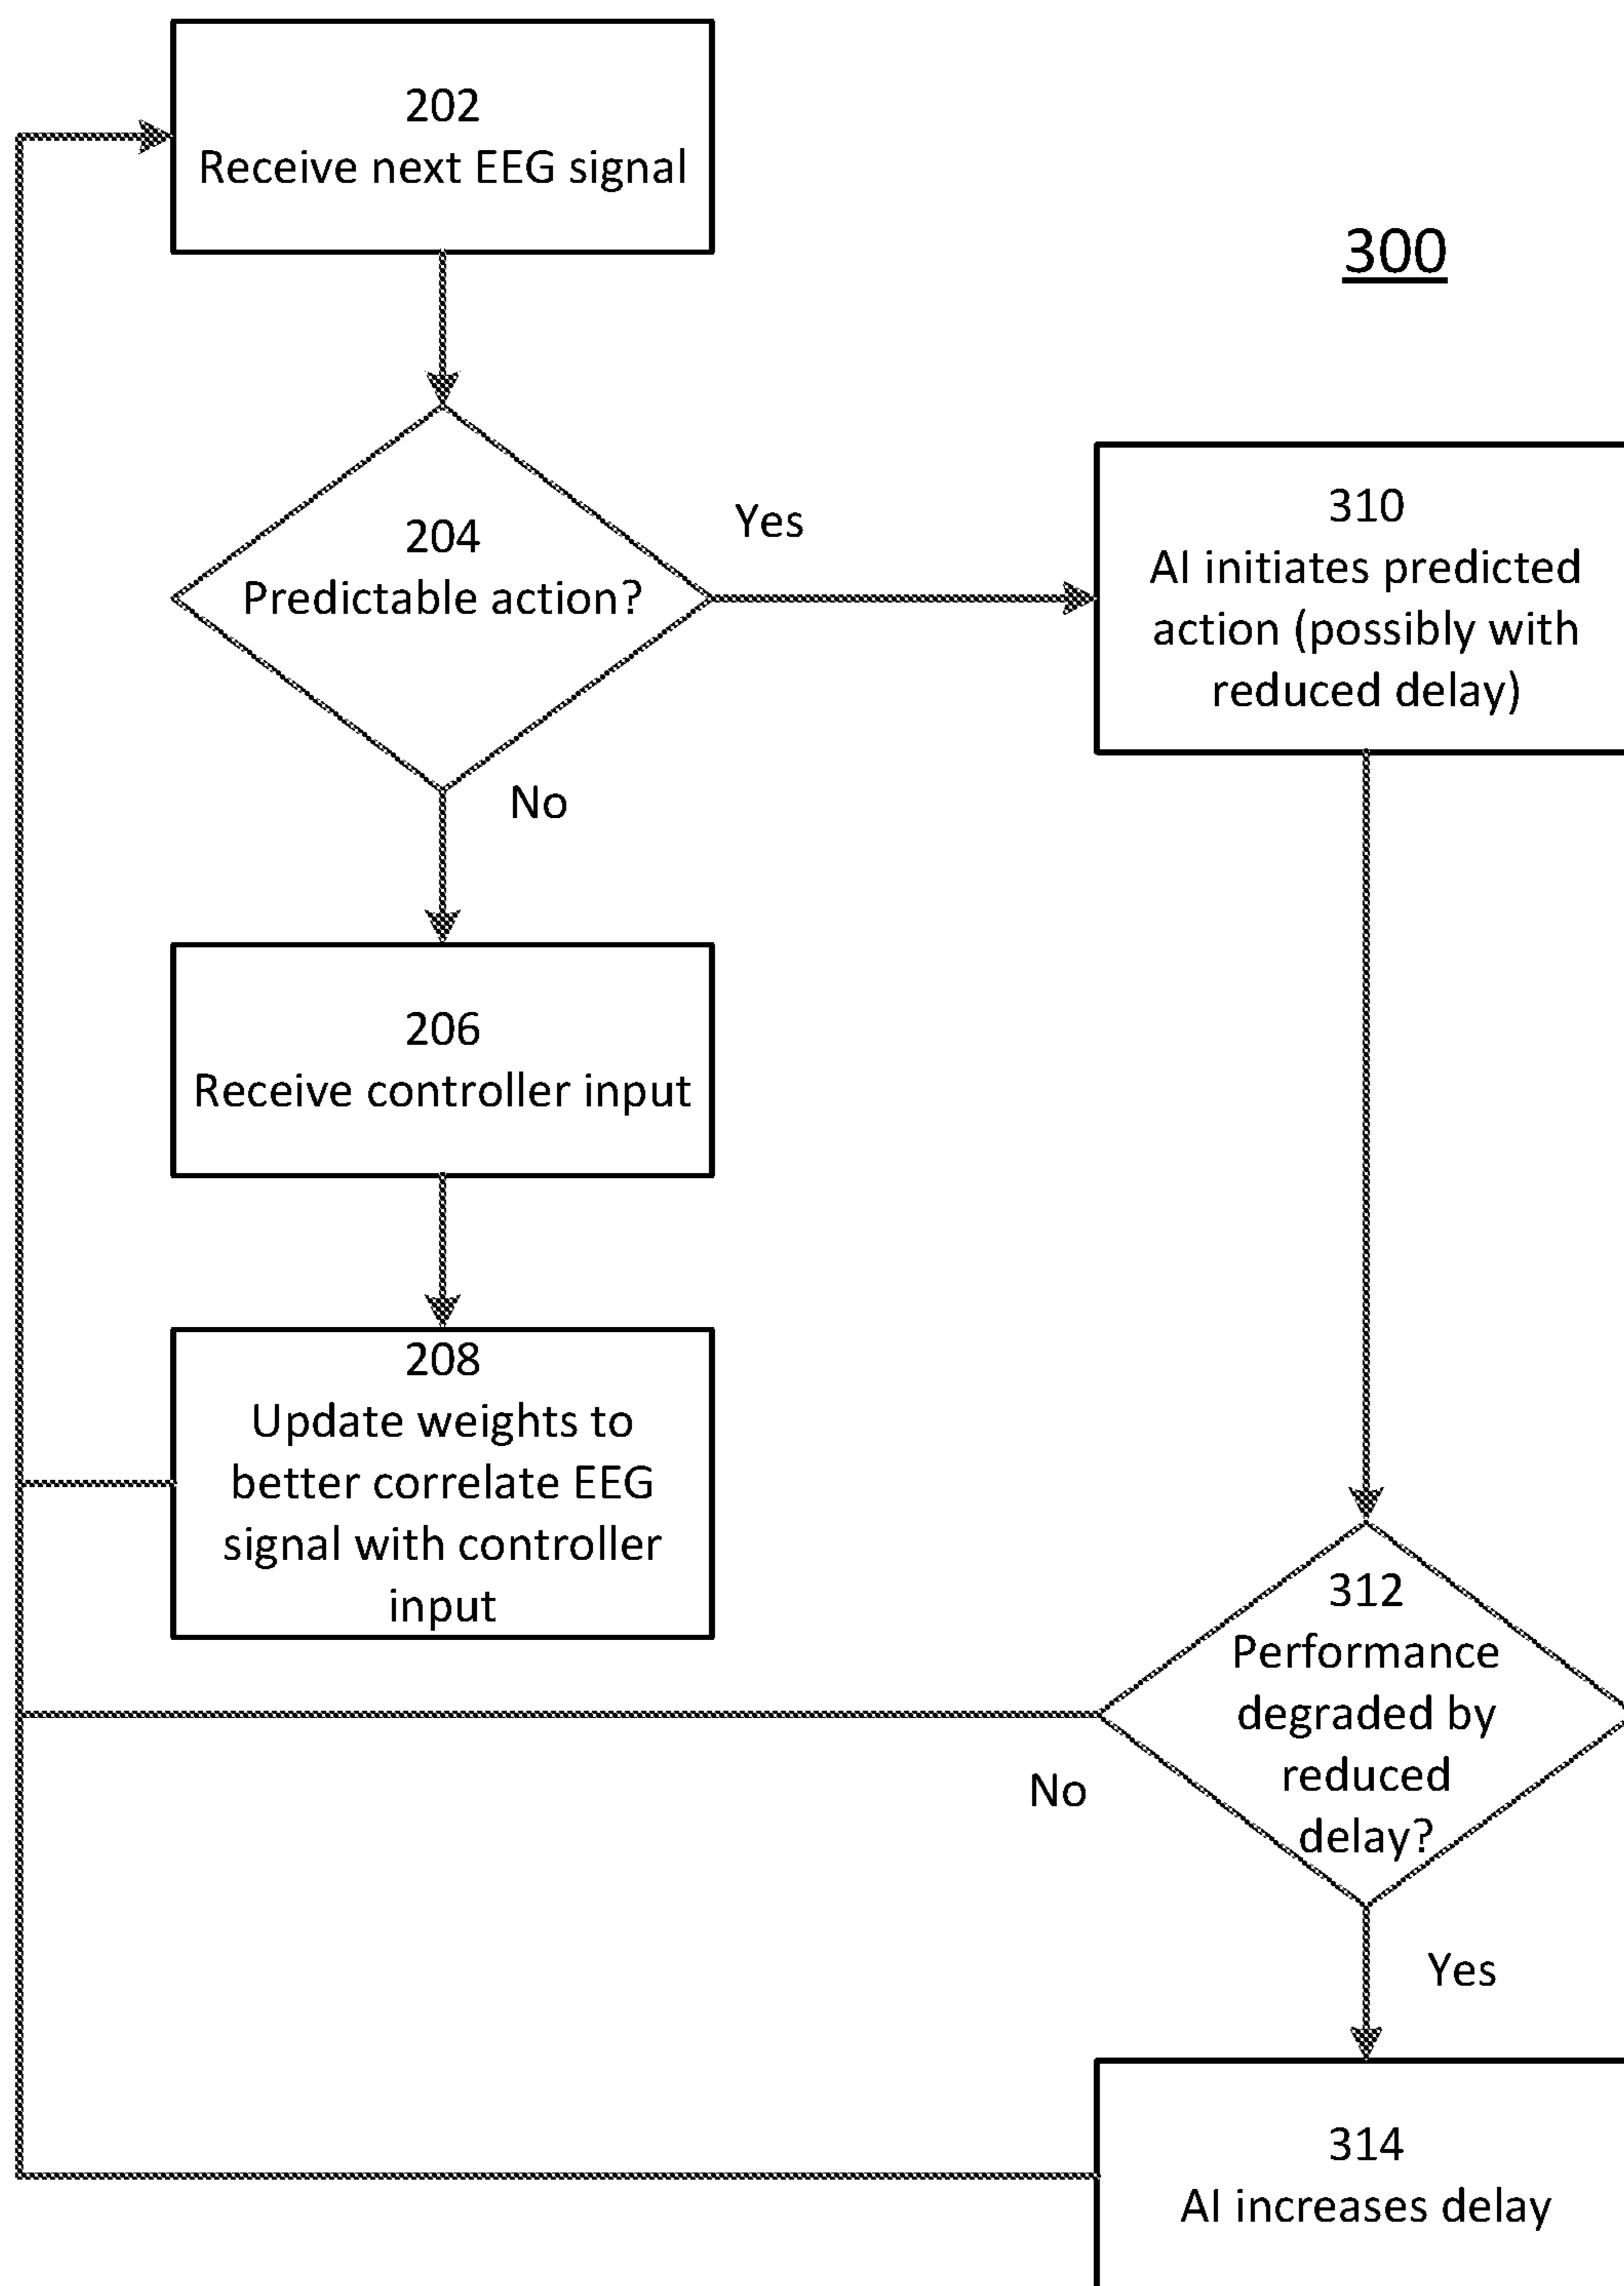 202
Receive next EEG signal
300
204
Predictable action?
Yes
310
AI initiates predicted
action (possibly with
reduced delay)
No
206
Receive controller input
208
Update weights to
better correlate EEG
signal with controller
input
312
Performance
degraded by
reduced
delay?
No
Yes
314
AI increases delay